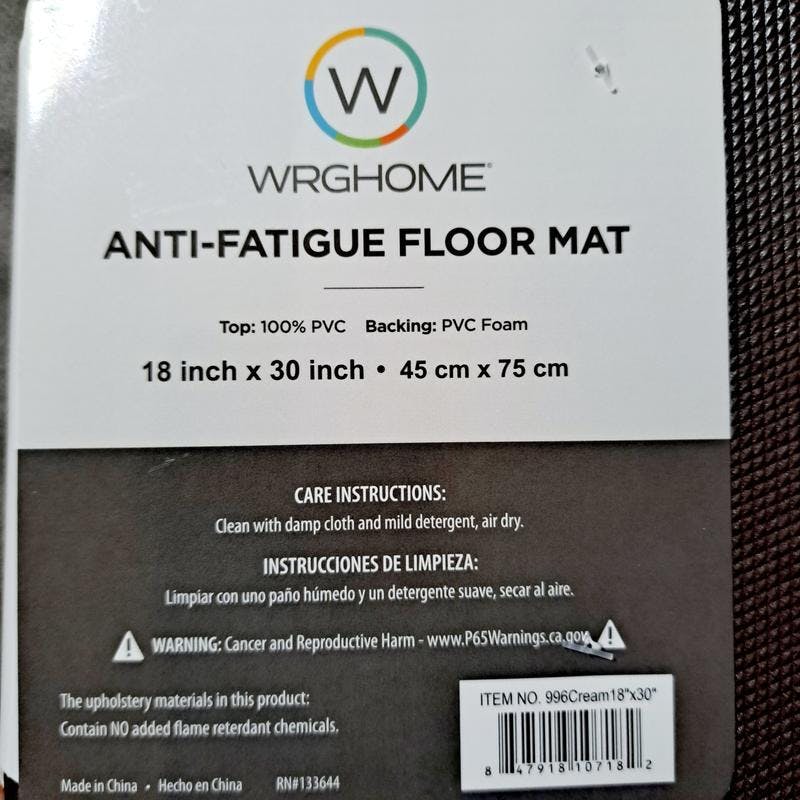 W
WRGHOME®
ANTI-FATIGUE FLOOR MAT
Top: 100% PVC Backing: PVC Foam
18 inch x 30 inch • 45 cm x 75 cm
CARE INSTRUCTIONS:
Clean with damp cloth and mild detergent, air dry.
INSTRUCCIONES DE LIMPIEZA:
Limpiar con uno paño húmedo y un detergente suave, secar al aire.
WARNING: Cancer and Reproductive Harm - www.P65Warnings.ca.gov
The upholstery materials in this product:
Contain NO added flame reterdant chemicals.
ITEM NO. 996Cream18"x30"
8 47918 10718 2
Made in China • Hecho en China RN#133644